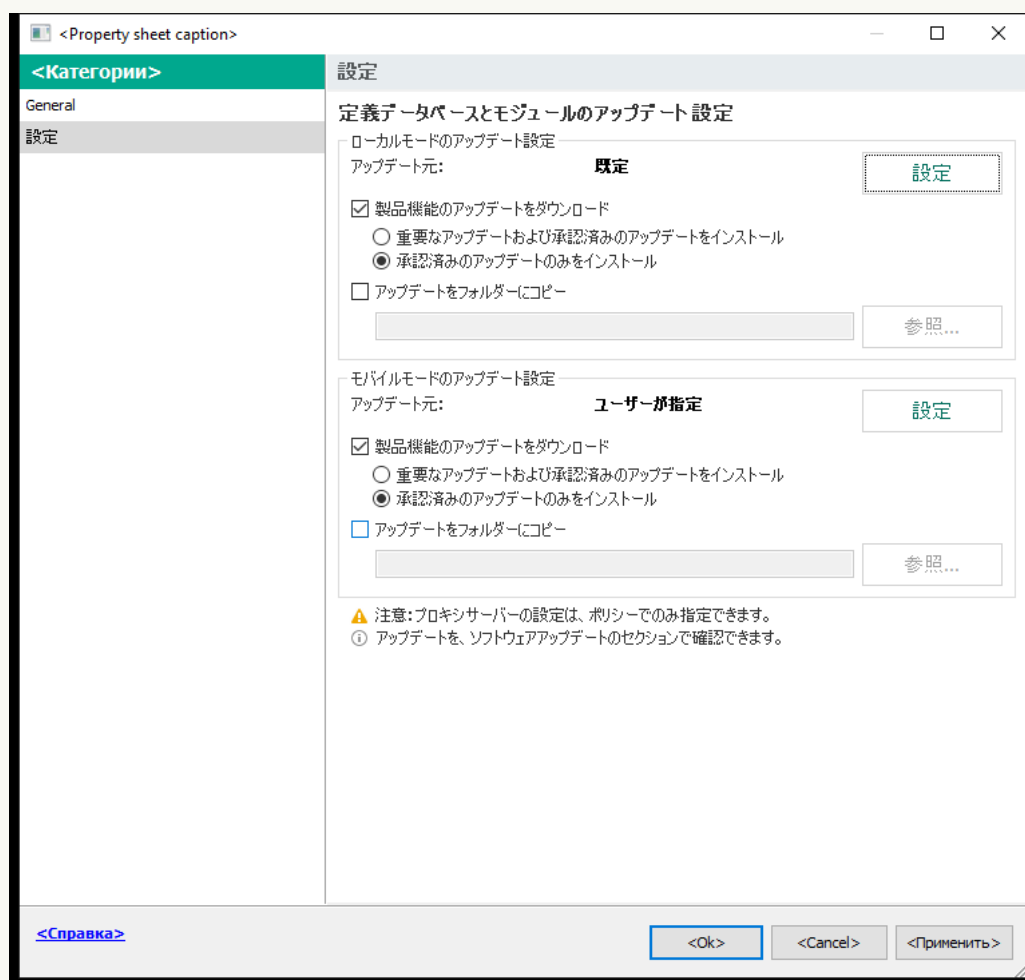 <Property sheet caption>
<Категории>
General
設定
設定
定義データベースとモジュールのアップデート設定
ローカルモードのアップデート設定
アップデート元: 既定 設定
製品機能のアップデートをダウンロード
重要なアップデートおよび承認済みのアップデートをインストール
承認済みのアップデートのみをインストール
アップデートをフォルダーにコピー
参照...
モバイルモードのアップデート設定
アップデート元: ユーザーが指定 設定
製品機能のアップデートをダウンロード
重要なアップデートおよび承認済みのアップデートをインストール
承認済みのアップデートのみをインストール
アップデートをフォルダーにコピー
参照...
注意:プロキシサーバーの設定は、ポリシーでのみ指定できます。
アップデートを、ソフトウェアアップデートのセクションで確認できます。
<Справка> <Ok> <Cancel> <Применить>